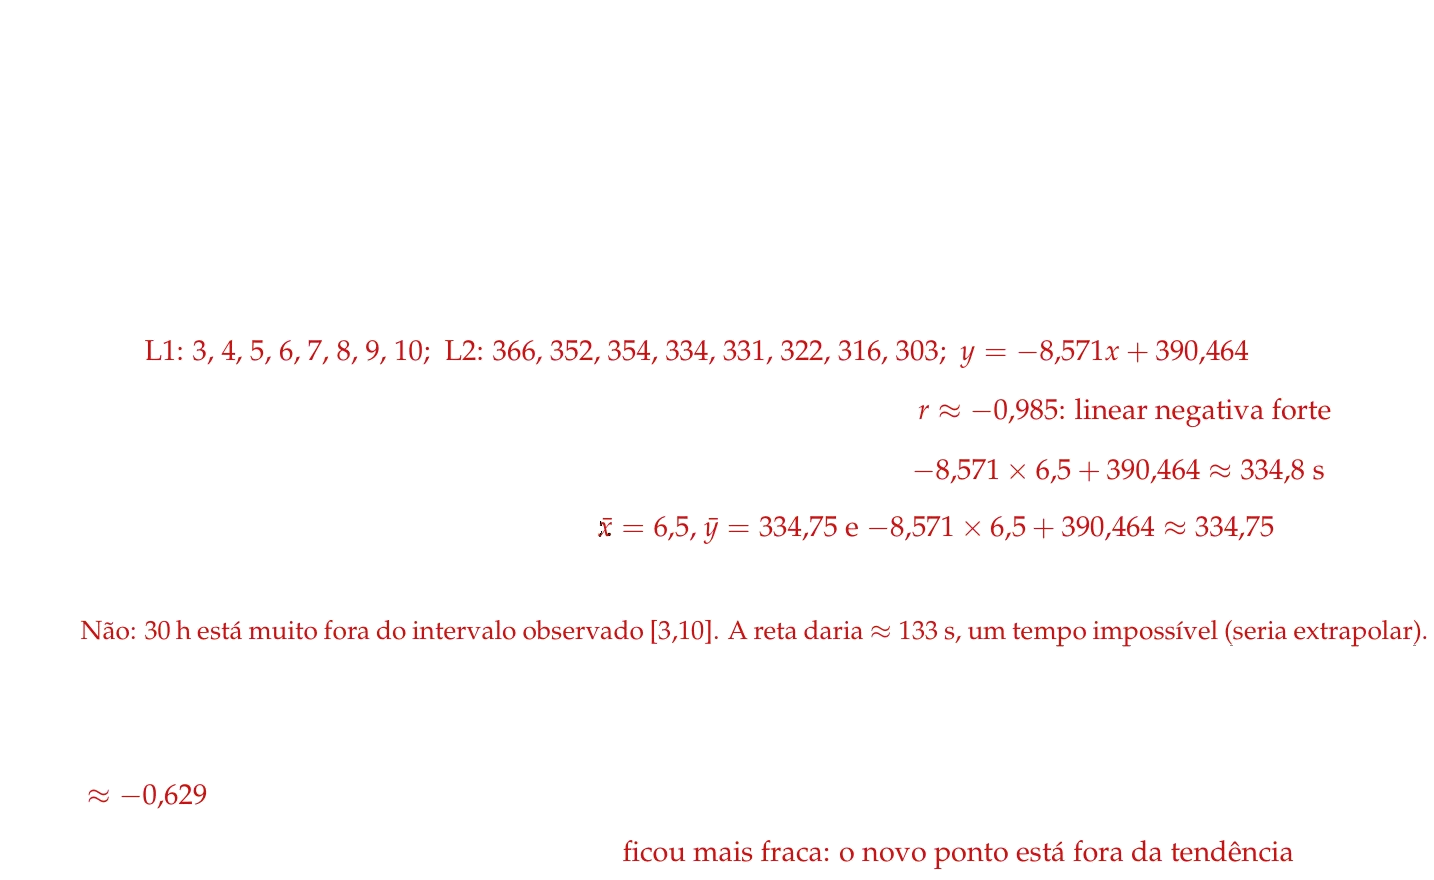 L1: 3, 4, 5, 6, 7, 8, 9, 10; L2: 366, 352, 354, 334, 331, 322, 316, 303; y = −8,571x + 390,464
r ≈ −0,985: linear negativa forte
−8,571 × 6,5 + 390,464 ≈ 334,8 s
x̄ = 6,5, ȳ = 334,75 e −8,571 × 6,5 + 390,464 ≈ 334,75
Não: 30 h está muito fora do intervalo observado [3,10]. A reta daria ≈ 133 s, um tempo impossível (seria extrapolar).
≈ −0,629
ficou mais fraca: o novo ponto está fora da tendência